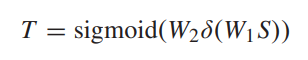 T = sigmoid(W₂δ(W₁S))